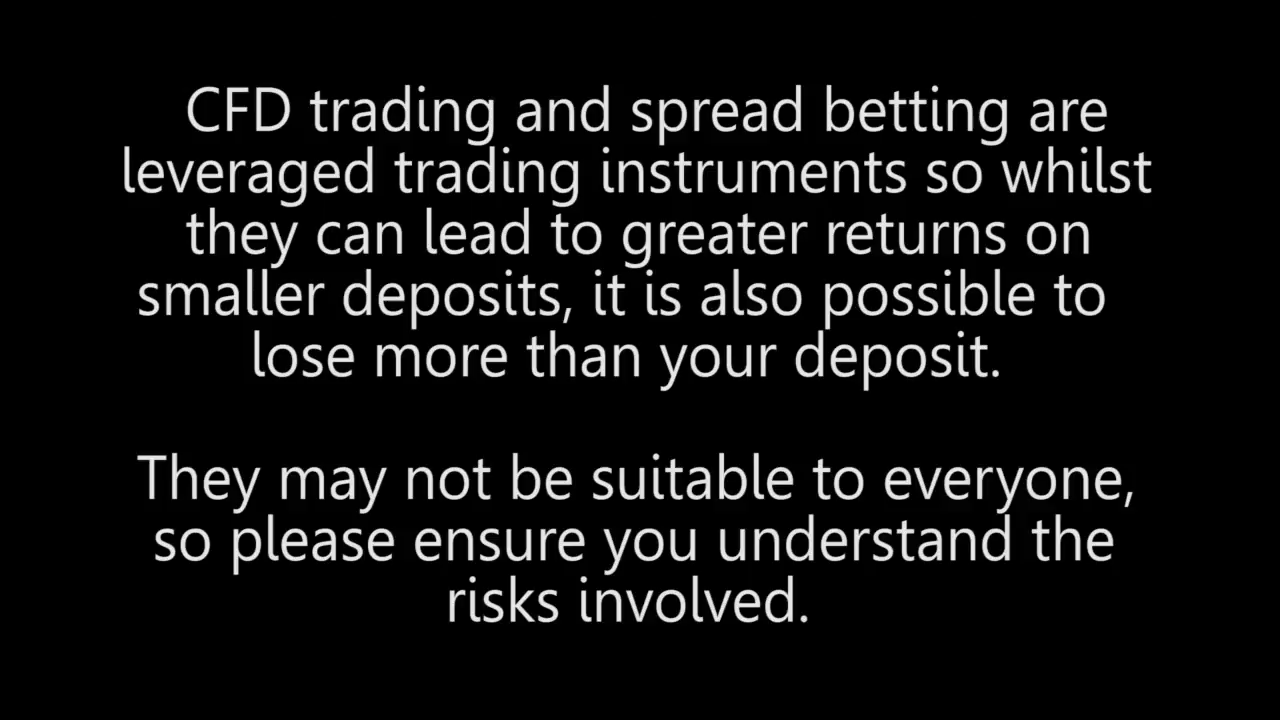 CFD trading and spread betting are
leveraged trading instruments so whilst
they can lead to greater returns on
smaller deposits, it is also possible to
lose more than your deposit.
They may not be suitable to everyone,
so please ensure you understand the
risks involved.